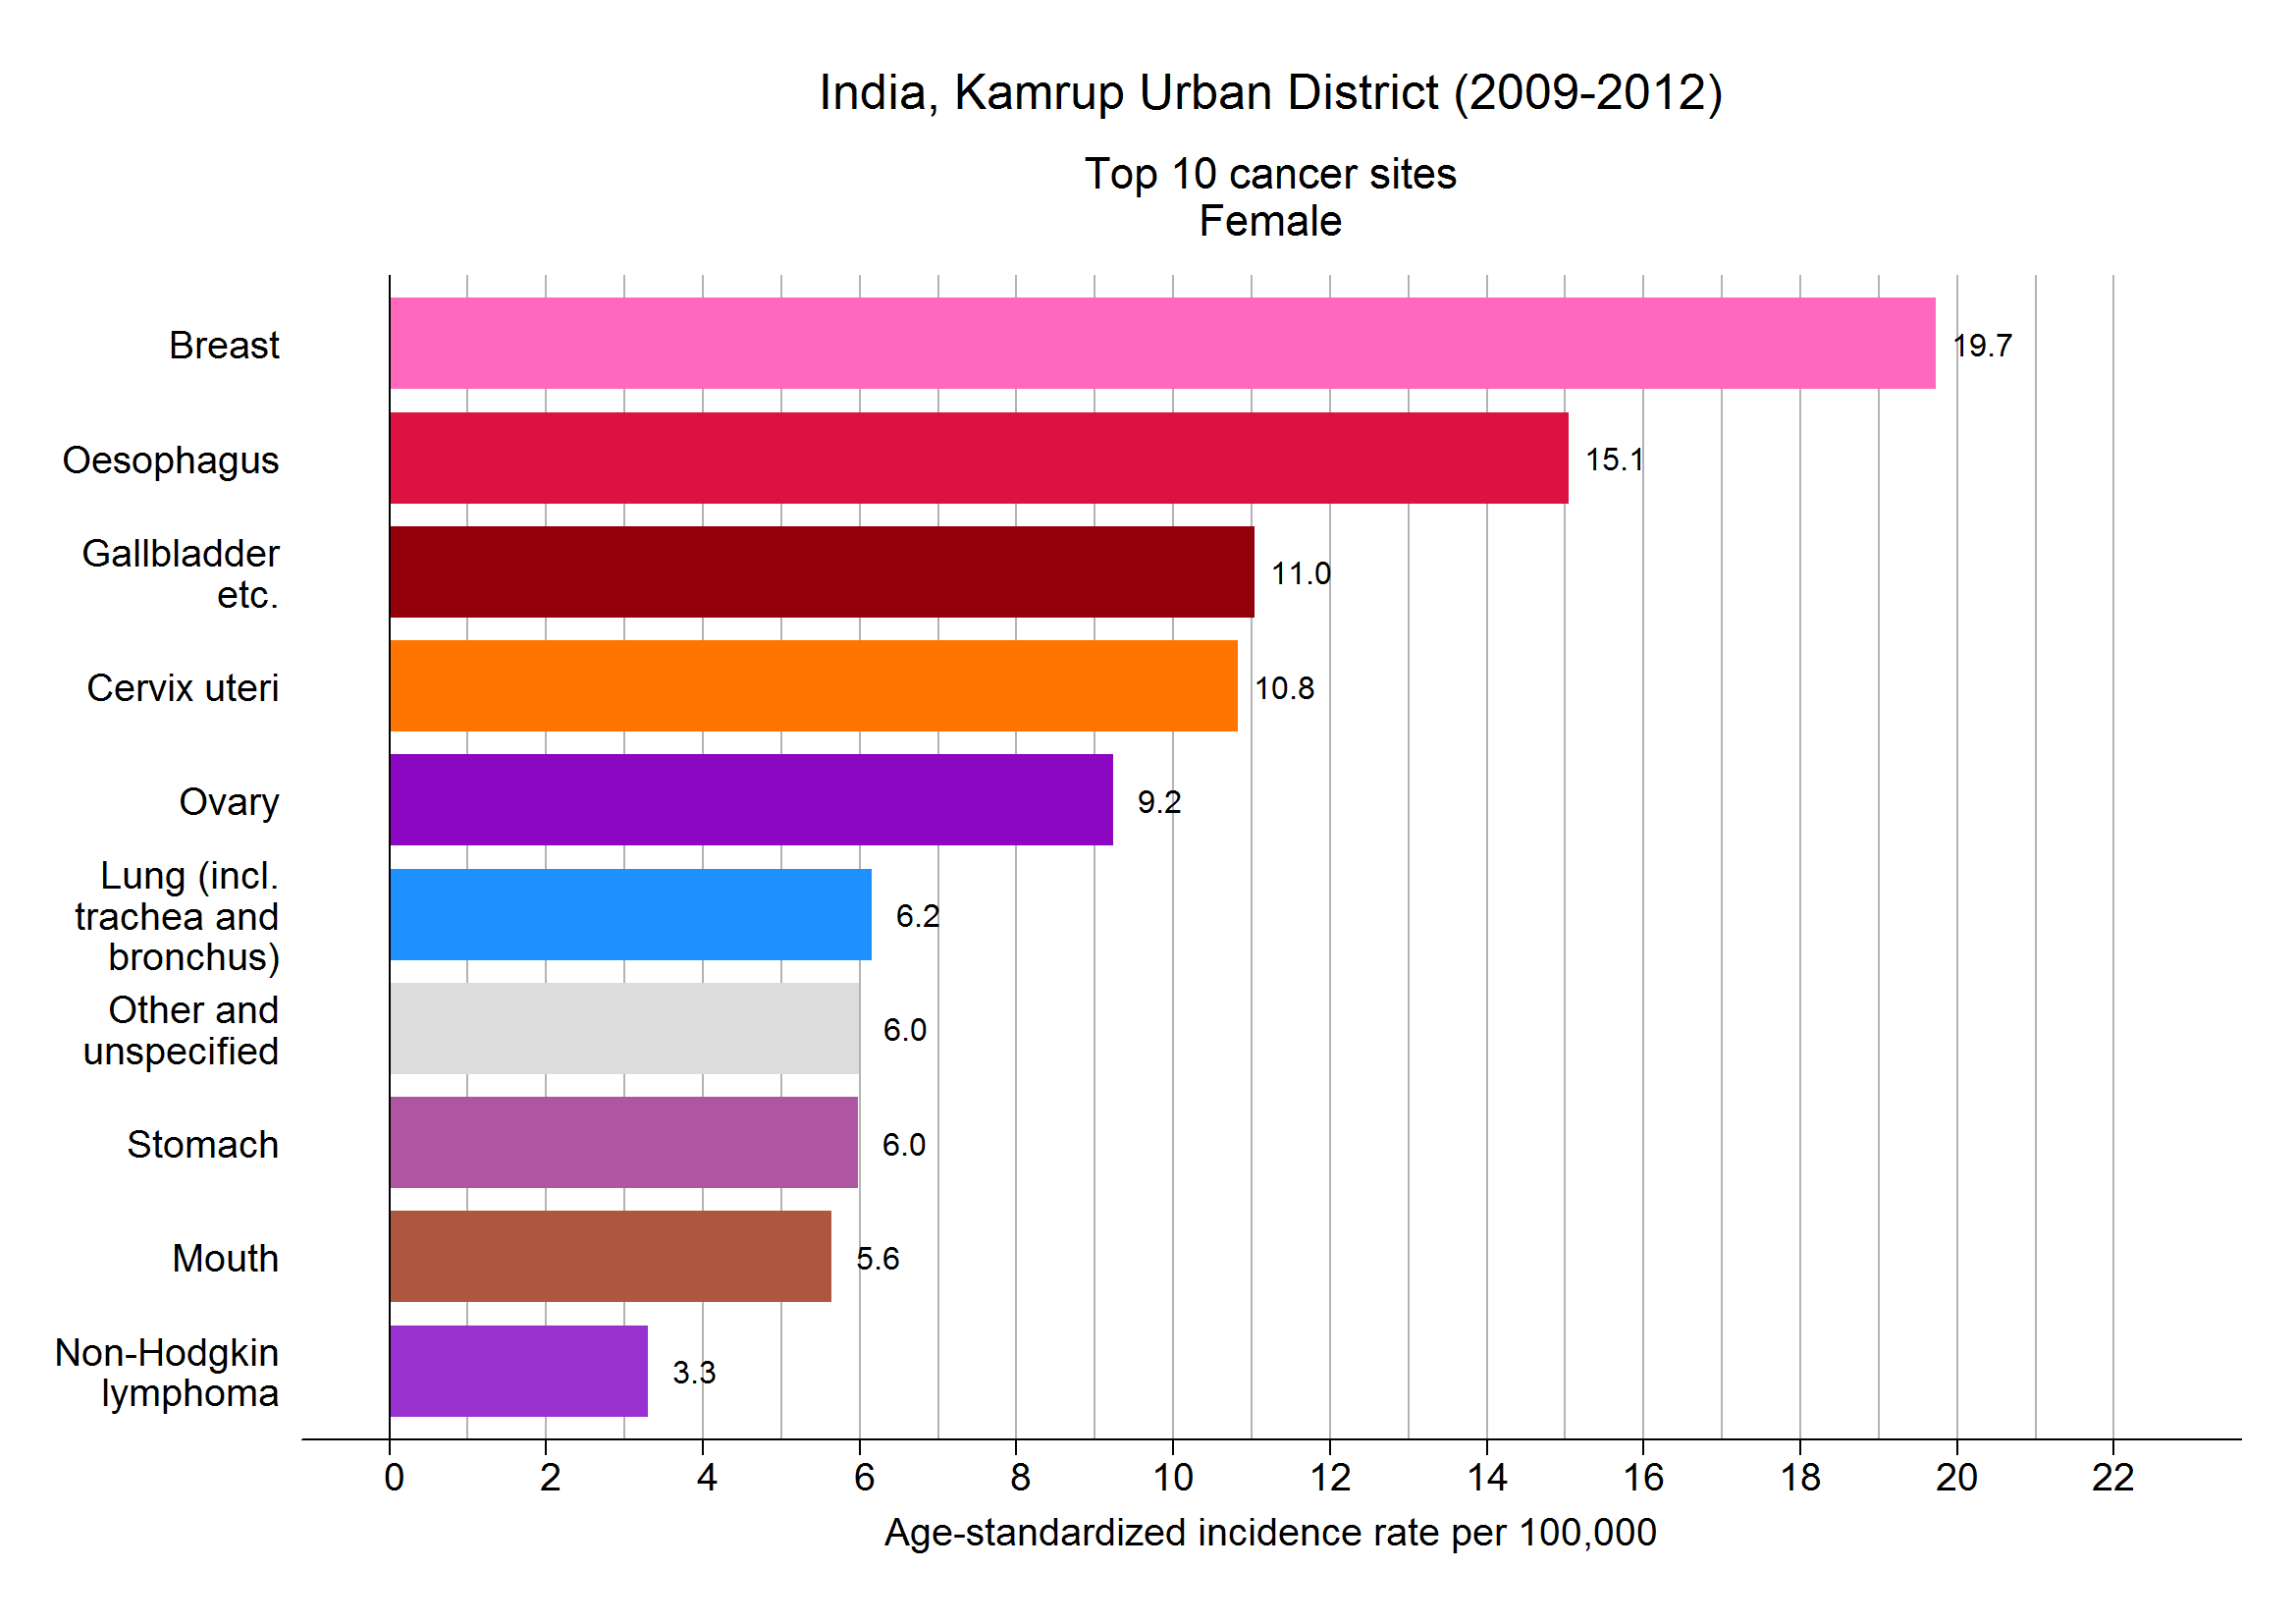 India, Kamrup Urban District (2009-2012)
Top 10 cancer sites
Female
Breast
19.7
Oesophagus
15.1
Gallbladder
etc.
11.0
Cervix uteri
10.8
Ovary
9.2
Lung (incl.
trachea and
bronchus)
6.2
Other and
unspecified
6.0
Stomach
6.0
Mouth
5.6
Non-Hodgkin
lymphoma
3.3
0 2 4 6 8 10 12 14 16 18 20 22
Age-standardized incidence rate per 100,000